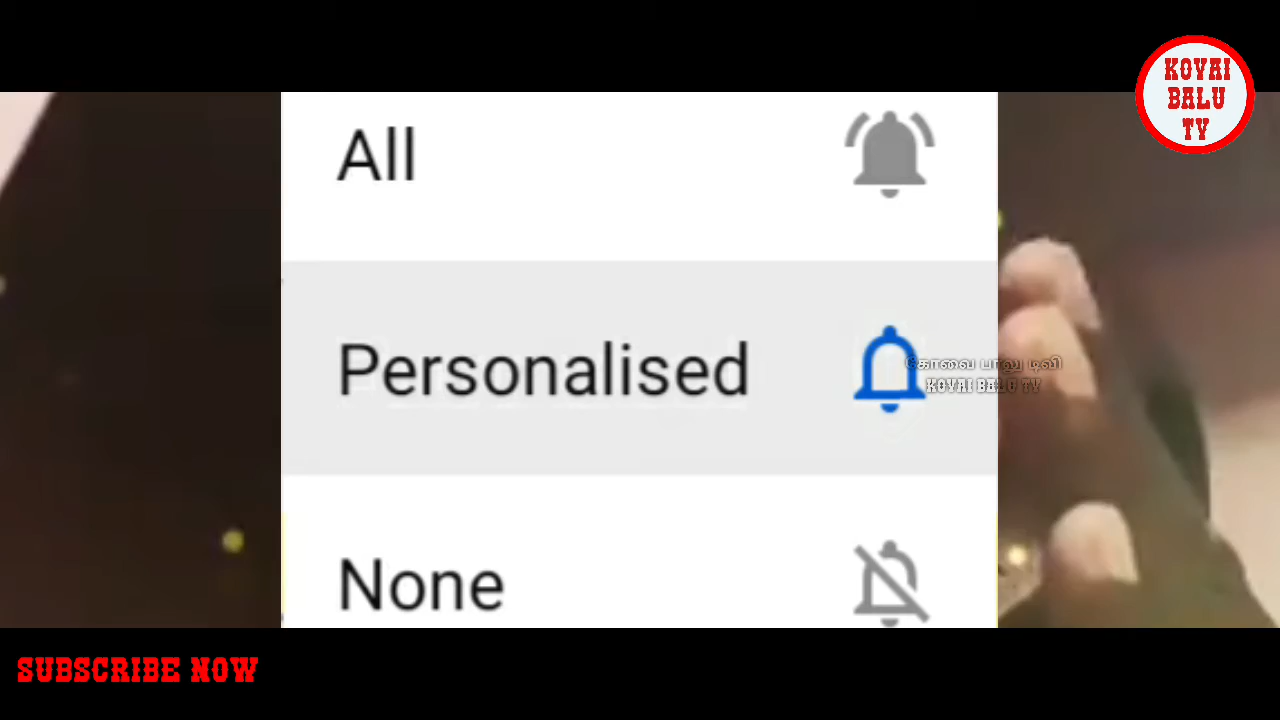 KOVAI
BALU
TV
All
Personalised
கோவை பாலு டிவி
KOVAI BALU TV
None
SUBSCRIBE NOW